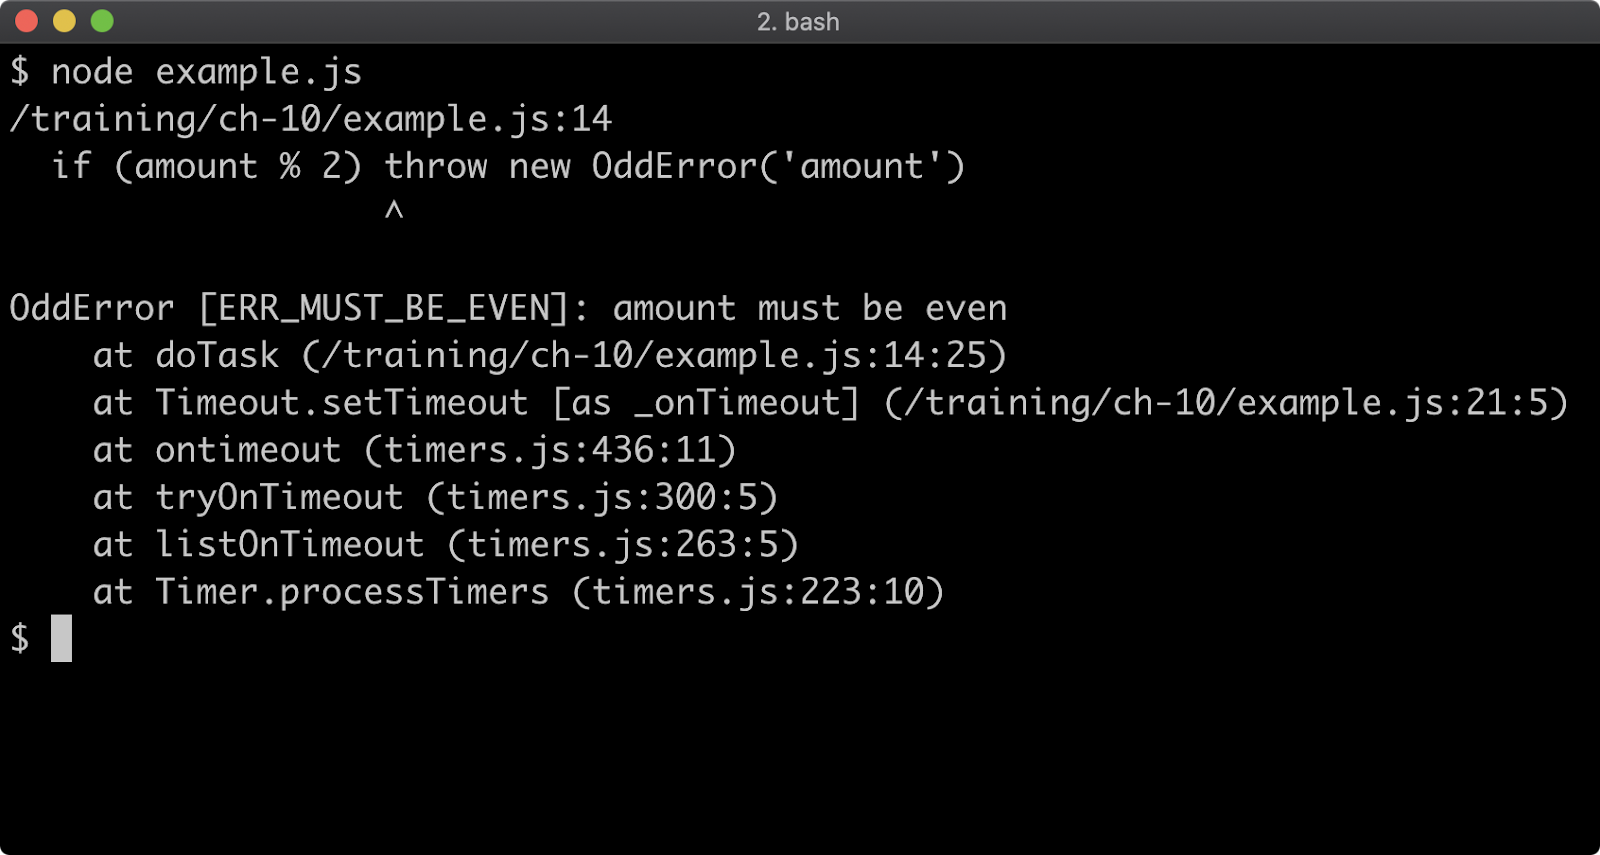 2. bash
$ node example.js
/training/ch-10/example.js:14
  if (amount % 2) throw new OddError('amount')
                  ^
OddError [ERR_MUST_BE_EVEN]: amount must be even
    at doTask (/training/ch-10/example.js:14:25)
    at Timeout.setTimeout [as _onTimeout] (/training/ch-10/example.js:21:5)
    at ontimeout (timers.js:436:11)
    at tryOnTimeout (timers.js:300:5)
    at listOnTimeout (timers.js:263:5)
    at Timer.processTimers (timers.js:223:10)
$